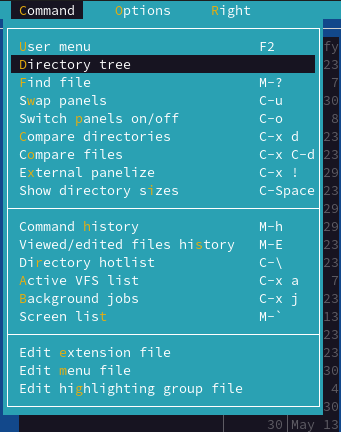 Command Options Right
User menu F2
Directory tree
Find file M-?
Swap panels C-u
Switch panels on/off C-o
Compare directories C-x d
Compare files C-x C-d
External panelize C-x !
Show directory sizes C-Space
Command history M-h
Viewed/edited files history M-E
Directory hotlist C-\
Active VFS list C-x a
Background jobs C-x j
Screen list M-`
Edit extension file
Edit menu file
Edit highlighting group file
30 May 13